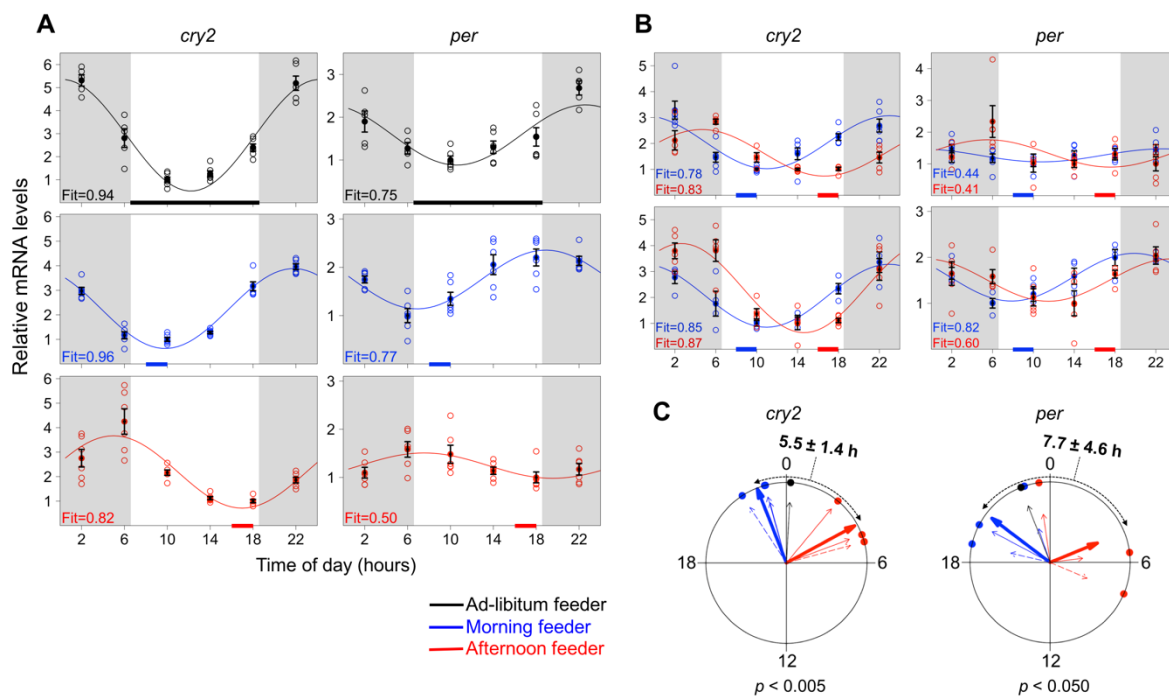 A
cry2
per
6
5
4
3
2
1
Fit=0.94
3
2
1
Fit=0.75
6
5
4
3
2
1
Fit=0.96
3
2
1
Fit=0.77
6
5
4
3
2
1
Fit=0.82
3
2
1
Fit=0.50
2 6 10 14 18 22
2 6 10 14 18 22
Relative mRNA levels
Time of day (hours)
Ad-libitum feeder
Morning feeder
Afternoon feeder
B
cry2
per
5
4
3
2
1
Fit=0.78
Fit=0.83
5
4
3
2
1
Fit=0.44
Fit=0.41
5
4
3
2
1
Fit=0.85
Fit=0.87
3
2
1
Fit=0.82
Fit=0.60
2 6 10 14 18 22
2 6 10 14 18 22
C
cry2
per
5.5 ± 1.4 h
0
6
12
18
p < 0.005
7.7 ± 4.6 h
0
6
12
18
p < 0.050